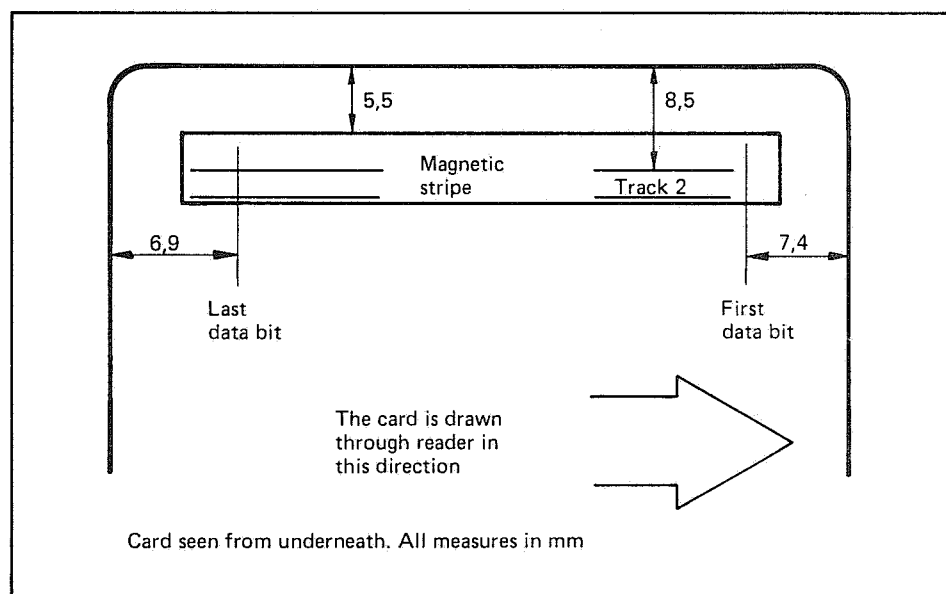 5,5
8,5
Magnetic
stripe
Track 2
6,9
7,4
Last
data bit
First
data bit
The card is drawn
through reader in
this direction
Card seen from underneath. All measures in mm